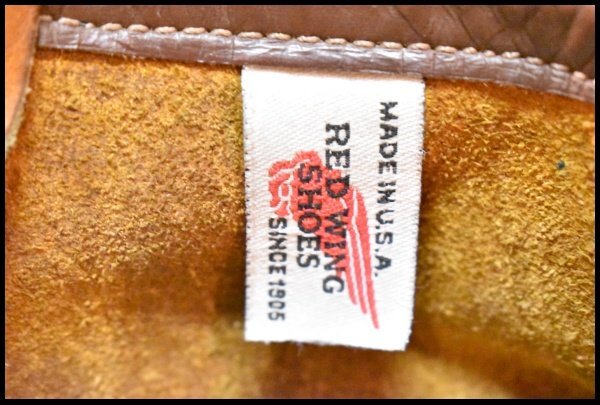 MADE IN U.S.A.
RED WING
SHOES
SINCE 1905